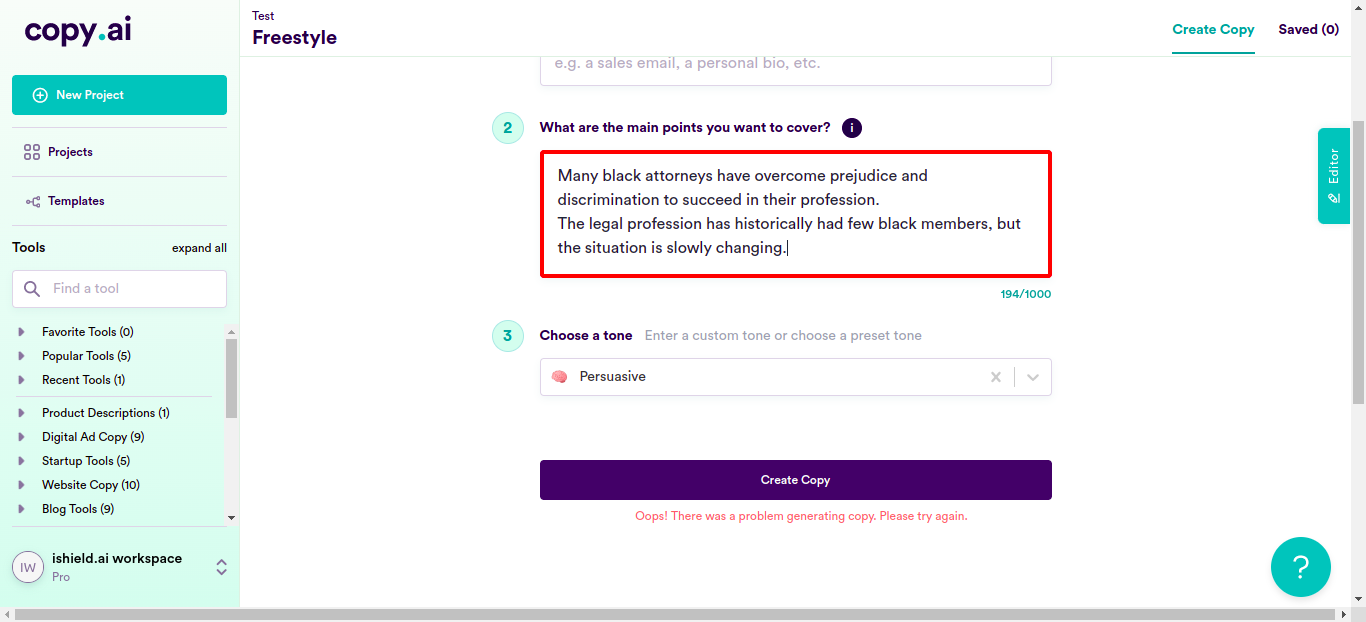 copy.ai
New Project
Projects
Templates
Tools
expand all
Find a tool
Favorite Tools (0)
Popular Tools (5)
Recent Tools (1)
Product Descriptions (1)
Digital Ad Copy (9)
Startup Tools (5)
Website Copy (10)
Blog Tools (9)
IW
ishield.ai workspace
Pro
Test
Freestyle
Create Copy
Saved (0)
e.g. a sales email, a personal bio, etc.
2
What are the main points you want to cover?
i
Many black attorneys have overcome prejudice and
discrimination to succeed in their profession.
The legal profession has historically had few black members, but
the situation is slowly changing.
194/1000
3
Choose a tone
Enter a custom tone or choose a preset tone
Persuasive
Create Copy
Oops! There was a problem generating copy. Please try again.
Editor
?